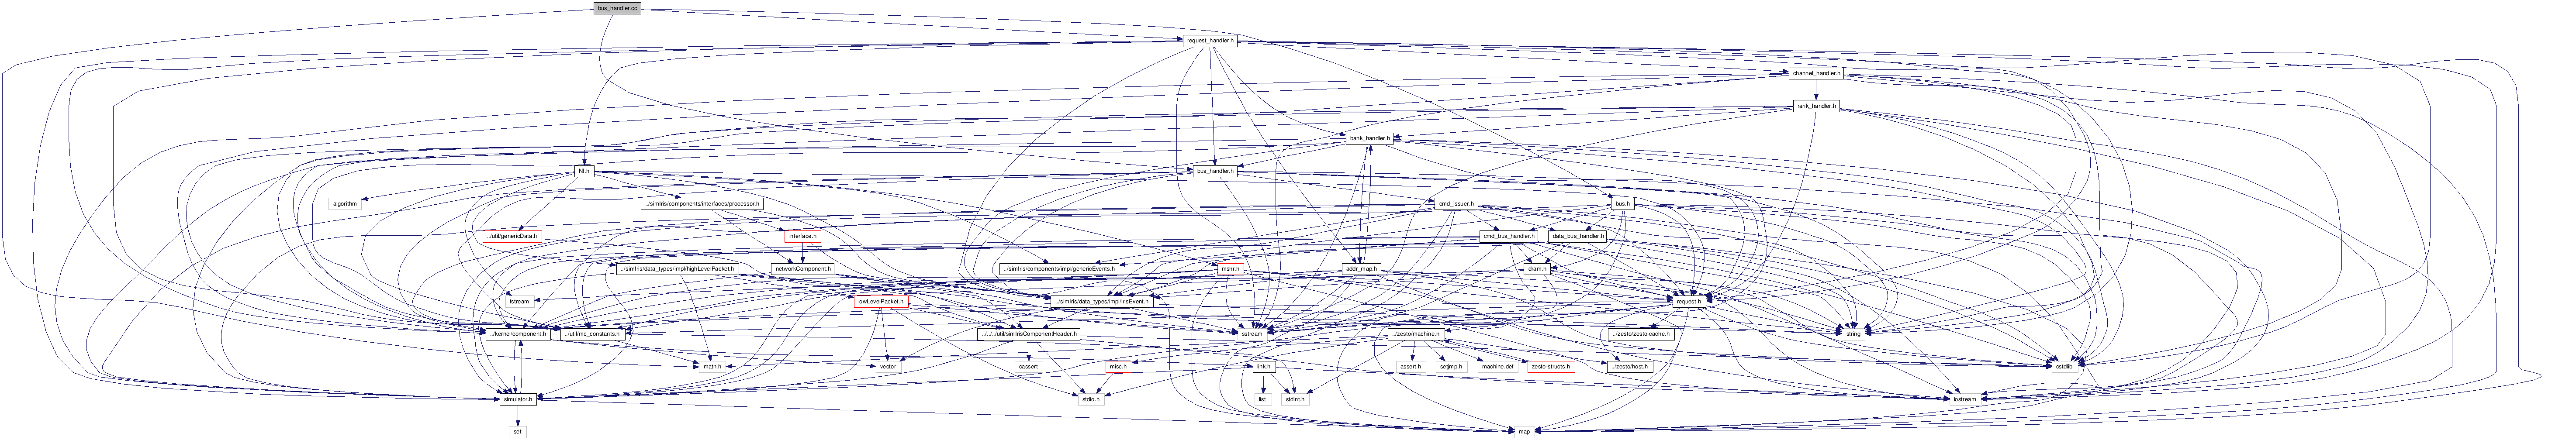 bus_handler.cc
request_handler.h
channel_handler.h
rank_handler.h
bank_handler.h
NI.h
bus_handler.h
algorithm
../simIris/components/interfaces/processor.h
cmd_issuer.h
bus.h
../util/genericData.h
interface.h
cmd_bus_handler.h
data_bus_handler.h
../simIris/data_types/impl/highLevelPacket.h
networkComponent.h
../simIris/components/impl/genericEvents.h
mshr.h
addr_map.h
dram.h
fstream
lowLevelPacket.h
../simIris/data_types/impl/irisEvent.h
request.h
../kernel/component.h
../util/mc_constants.h
../../../util/simIrisComponentHeader.h
sstream
../zesto/machine.h
../zesto/zesto-cache.h
string
math.h
vector
cassert
misc.h
link.h
assert.h
setjmp.h
machine.def
zesto-structs.h
../zesto/host.h
cstdlib
simulator.h
stdio.h
list
stdint.h
iostream
set
map